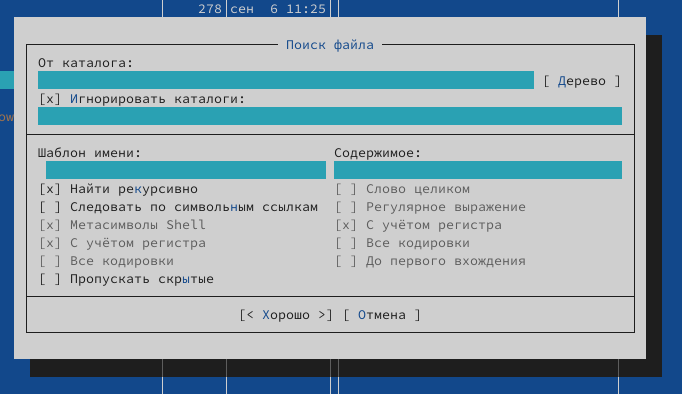 278 сен 6 11:25
Поиск файла
От каталога:
[ Дерево ]
[x] Игнорировать каталоги:
ow
Шаблон имени: Содержимое:
[x] Найти рекурсивно [ ] Слово целиком
[ ] Следовать по символьным ссылкам [ ] Регулярное выражение
[x] Метасимволы Shell [x] С учётом регистра
[x] С учётом регистра [ ] Все кодировки
[ ] Все кодировки [ ] До первого вхождения
[ ] Пропускать скрытые
[< Хорошо >] [ Отмена ]